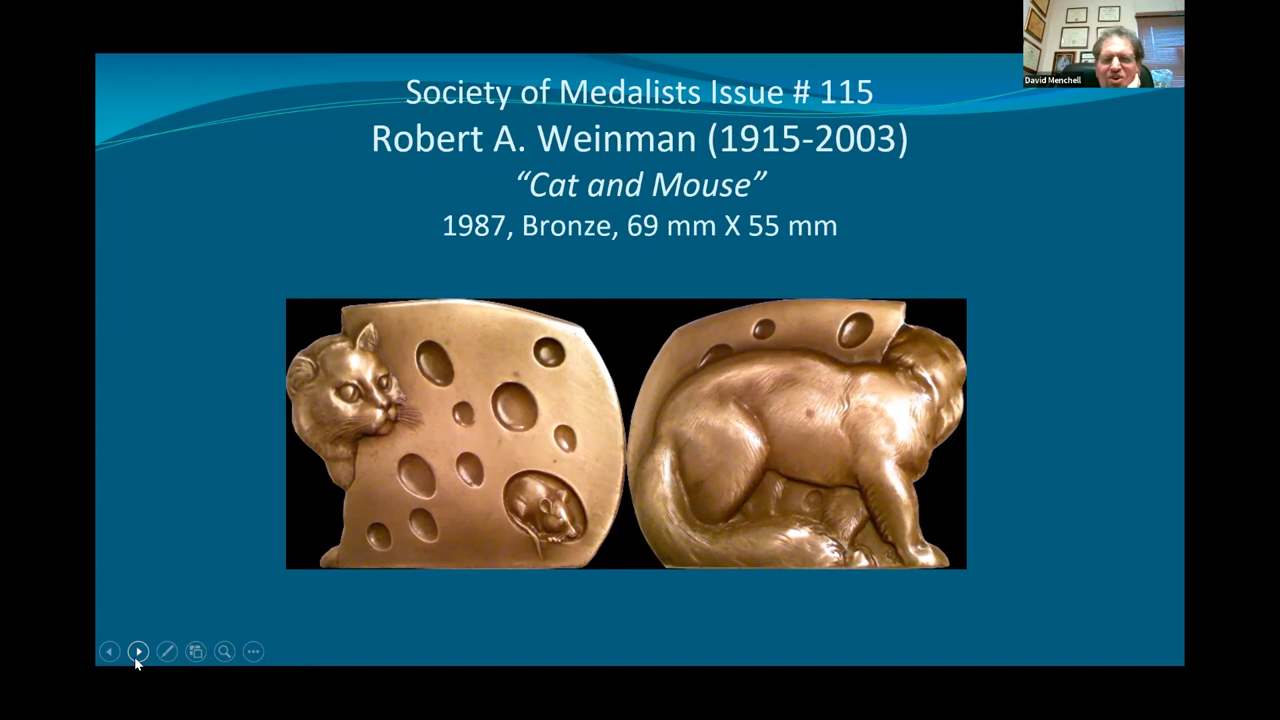 David Menchell
Society of Medalists Issue # 115
Robert A. Weinman (1915-2003)
“Cat and Mouse”
1987, Bronze, 69 mm X 55 mm